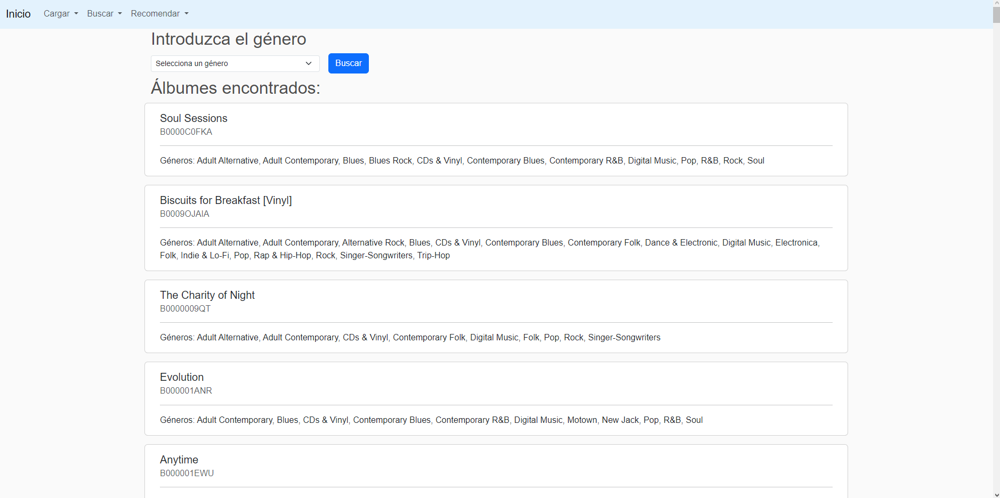 Inicio Cargar Buscar Recomendar
Introduzca el género
Selecciona un género Buscar
Álbumes encontrados:
Soul Sessions
B0000C0FKA
Géneros: Adult Alternative, Adult Contemporary, Blues, Blues Rock, CDs & Vinyl, Contemporary Blues, Contemporary R&B, Digital Music, Pop, R&B, Rock, Soul
Biscuits for Breakfast [Vinyl]
B0009OJAIA
Géneros: Adult Alternative, Adult Contemporary, Alternative Rock, Blues, CDs & Vinyl, Contemporary Blues, Contemporary Folk, Dance & Electronic, Digital Music, Electronica,
Folk, Indie & Lo-Fi, Pop, Rap & Hip-Hop, Rock, Singer-Songwriters, Trip-Hop
The Charity of Night
B0000009QT
Géneros: Adult Alternative, Adult Contemporary, CDs & Vinyl, Contemporary Folk, Digital Music, Folk, Pop, Rock, Singer-Songwriters
Evolution
B000001ANR
Géneros: Adult Contemporary, Blues, CDs & Vinyl, Contemporary Blues, Contemporary R&B, Digital Music, Motown, New Jack, Pop, R&B, Soul
Anytime
B000001EWU